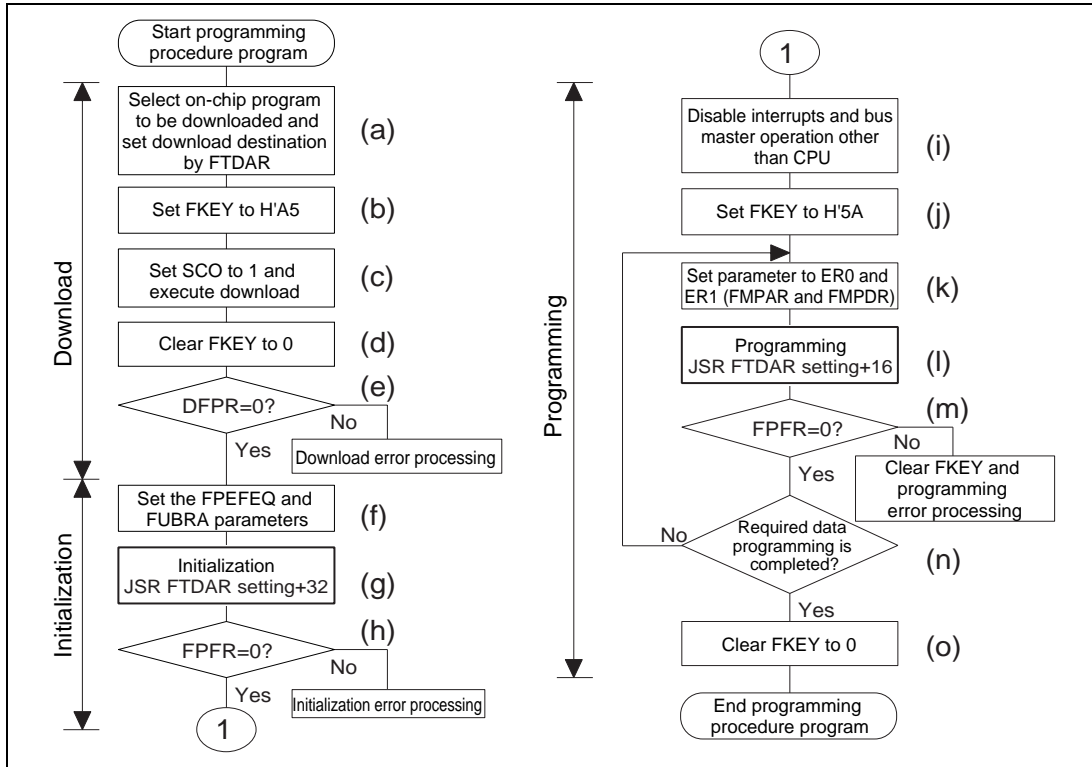 Start programming
procedure program
Download
Select on-chip program
to be downloaded and
set download destination
by FTDAR
(a)
Set FKEY to H'A5
(b)
Set SCO to 1 and
execute download
(c)
Clear FKEY to 0
(d)
DFPR=0?
(e)
No
Yes
Download error processing
Initialization
Set the FPEFEQ and
FUBRA parameters
(f)
Initialization
JSR FTDAR setting+32
(g)
FPFR=0?
(h)
No
Yes
Initialization error processing
1
1
Programming
Disable interrupts and bus
master operation other
than CPU
(i)
Set FKEY to H'5A
(j)
Set parameter to ER0 and
ER1 (FMPAR and FMPDR)
(k)
Programming
JSR FTDAR setting+16
(l)
FPFR=0?
(m)
No
Yes
Clear FKEY and
programming
error processing
Required data
programming is
completed?
No
(n)
Yes
Clear FKEY to 0
(o)
End programming
procedure program